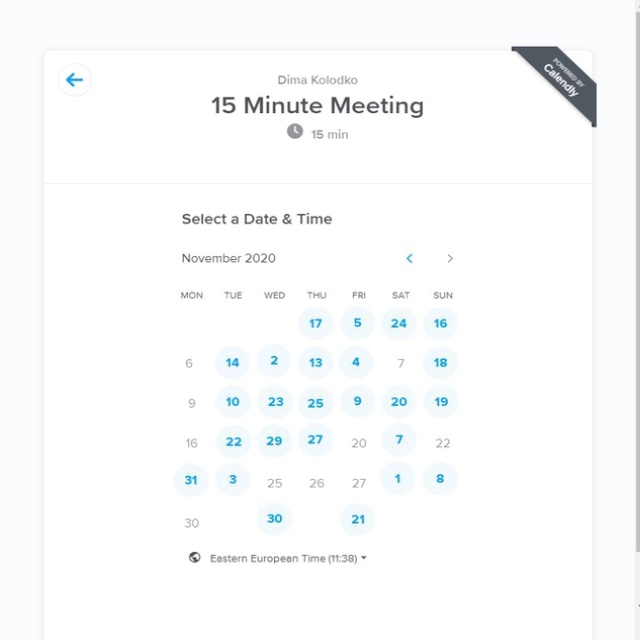 POWERED BY
Calendly
Dima Kolodko
15 Minute Meeting
15 min
Select a Date & Time
November 2020
MON TUE WED THU FRI SAT SUN
17 5 24 16
6 14 2 13 4 7 18
9 10 23 25 9 20 19
16 22 29 27 20 7 22
31 3 25 26 27 1 8
30 30 21
Eastern European Time (11:38)